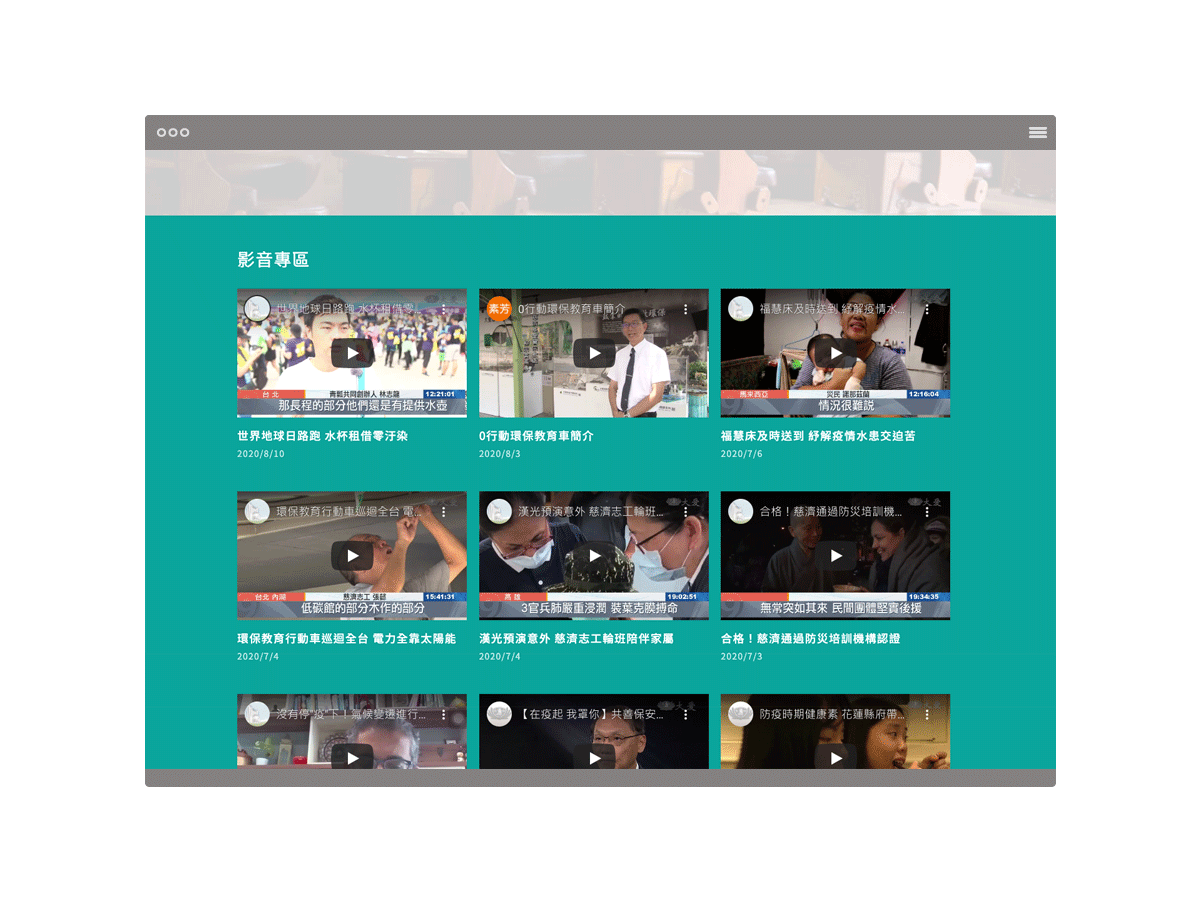 影音專區
世界地球日路跑 水杯租借零...
台 北
青瓢共同創辦人 林志龍
12:21:01
那長程的部分他們還是有提供水壺
素芳
0行動環保教育車簡介
福慧床及時送到 紓解疫情水...
馬來西亞
災民 諾那茲蘭
12:16:04
情況很難説
世界地球日路跑 水杯租借零汙染
2020/8/10
0行動環保教育車簡介
2020/8/3
福慧床及時送到 紓解疫情水患交迫苦
2020/7/6
環保教育行動車巡迴全台 電...
台北 內湖
15:41:31
低碳館的部分木作的部分
漢光預演意外 慈濟志工輪班...
大愛
高 雄
19:02:51
3官兵肺嚴重浸潤 裝葉克膜搏命
合格！慈濟通過防災培訓機...
大愛
19:34:35
無常突如其來 民間團體堅實後援
環保教育行動車巡迴全台 電力全靠太陽能
2020/7/4
漢光預演意外 慈濟志工輪班陪伴家屬
2020/7/4
合格！慈濟通過防災培訓機構認證
2020/7/3
沒有停"疫"下！氣候變遷進行...
【在疫起 我罩你】共善保安...
防疫時期健康素 花蓮縣府帶...